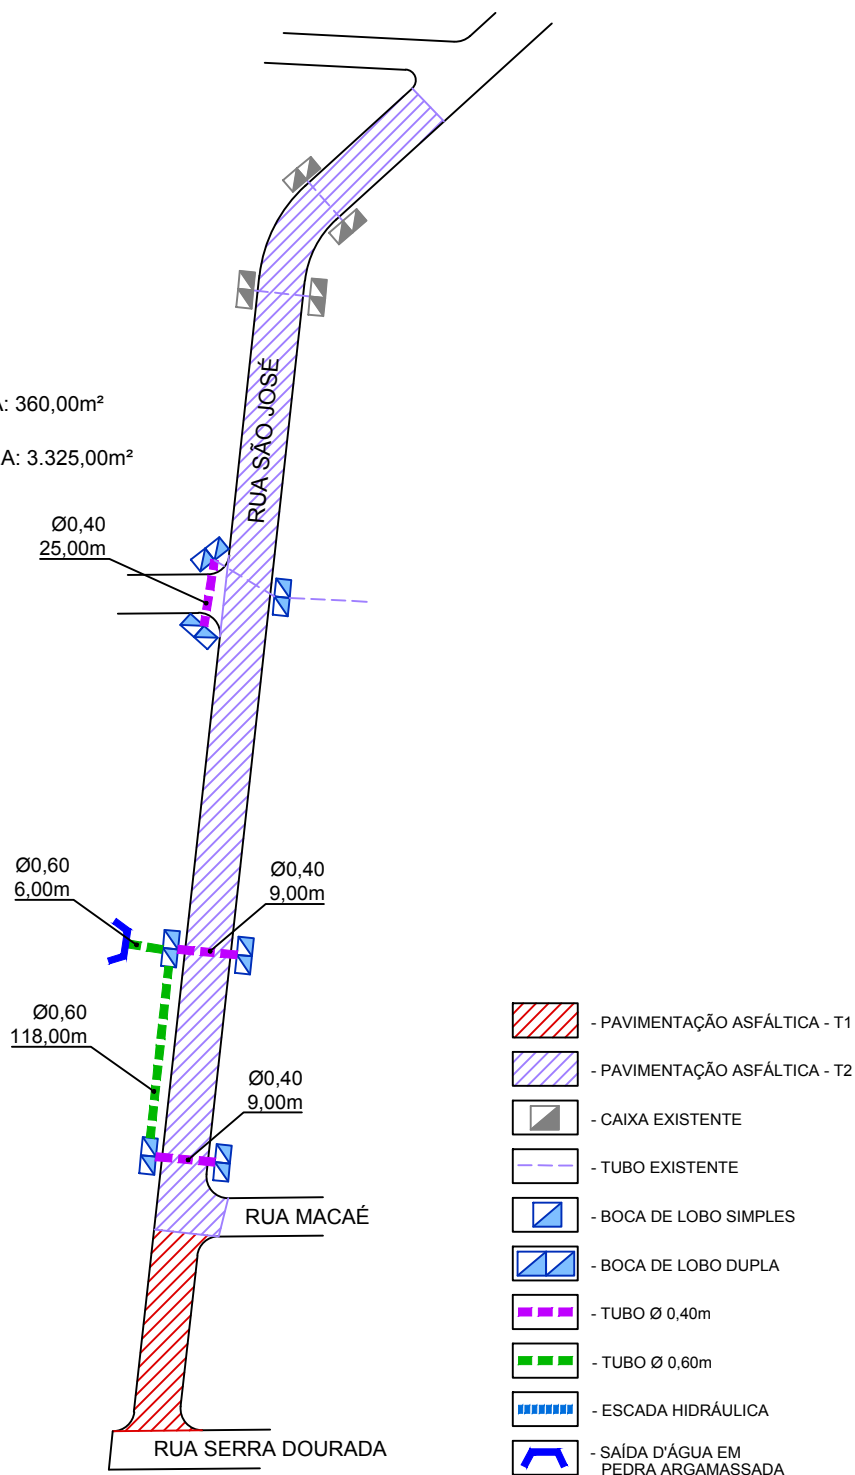 A: 360,00m²
A: 3.325,00m²
RUA SÃO JOSÉ
Ø0,40
25,00m
Ø0,60
6,00m
Ø0,40
9,00m
Ø0,60
118,00m
Ø0,40
9,00m
RUA MACAÉ
RUA SERRA DOURADA
- PAVIMENTAÇÃO ASFÁLTICA - T1
- PAVIMENTAÇÃO ASFÁLTICA - T2
- CAIXA EXISTENTE
- TUBO EXISTENTE
- BOCA DE LOBO SIMPLES
- BOCA DE LOBO DUPLA
- TUBO Ø 0,40m
- TUBO Ø 0,60m
- ESCADA HIDRÁULICA
- SAÍDA D'ÁGUA EM
PEDRA ARGAMASSADA